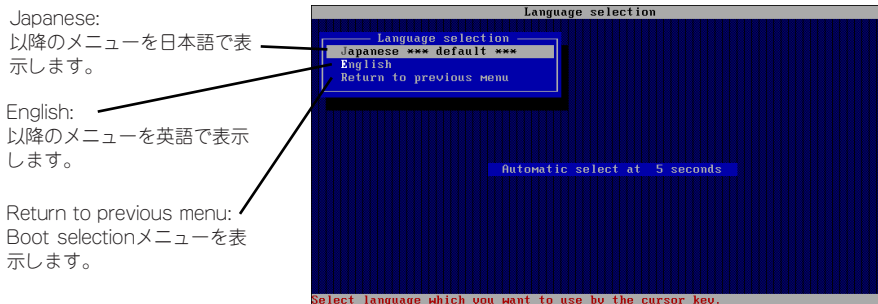 Japanese:
以降のメニューを日本語で表
示します。
English:
以降のメニューを英語で表示
します。
Return to previous menu:
Boot selectionメニューを表
示します。
Language selection
Language selection
Japanese *** default ***
English
Return to previous menu
Automatic select at 5 seconds
Select language which you want to use by the cursor key.